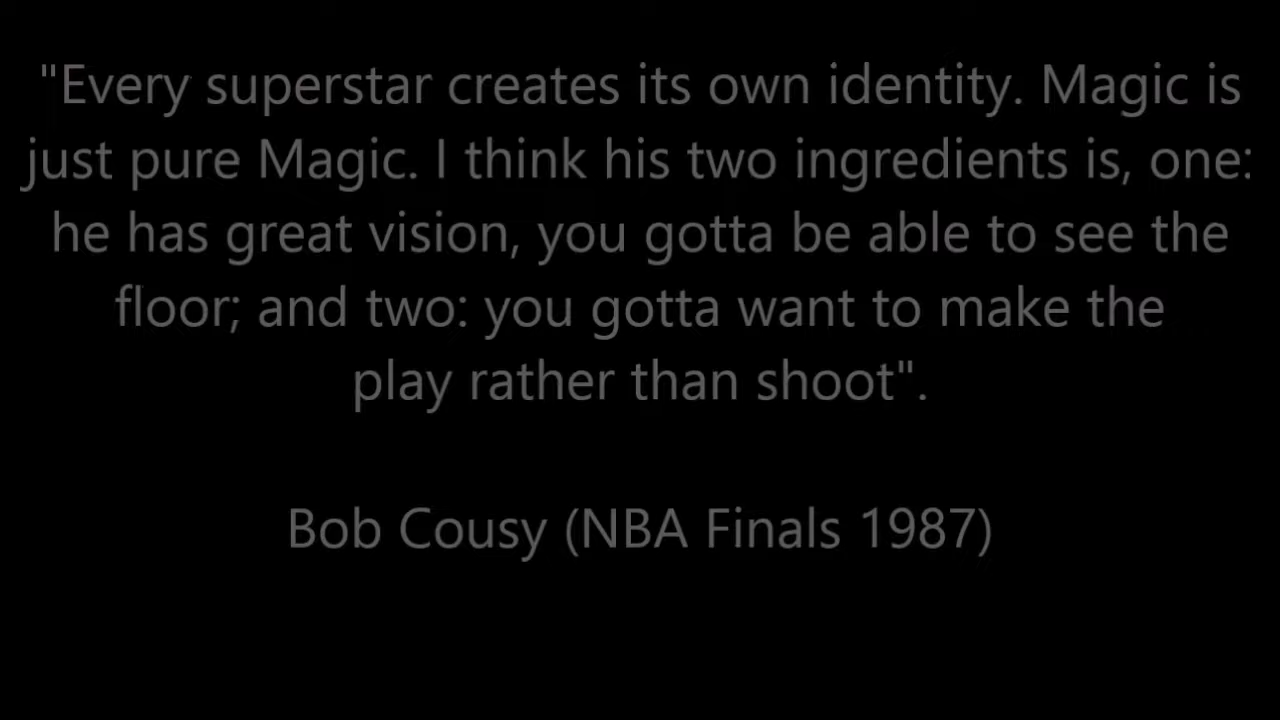 "Every superstar creates its own identity. Magic is
just pure Magic. I think his two ingredients is, one:
he has great vision, you gotta be able to see the
floor; and two: you gotta want to make the
play rather than shoot".
Bob Cousy (NBA Finals 1987)